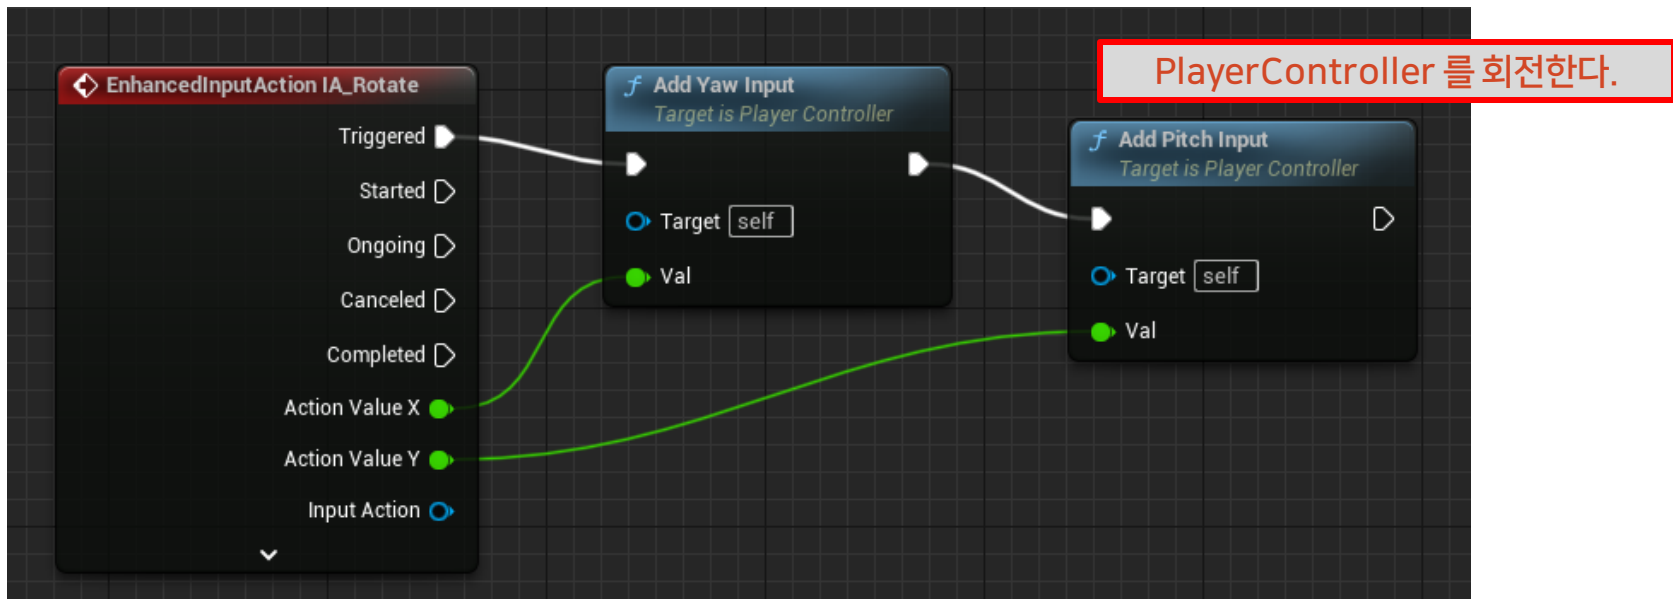 PlayerController 를 회전한다.
EnhancedInputAction IA_Rotate
Triggered
Started
Ongoing
Canceled
Completed
Action Value X
Action Value Y
Input Action
f Add Yaw Input
Target is Player Controller
Target self
Val
f Add Pitch Input
Target is Player Controller
Target self
Val